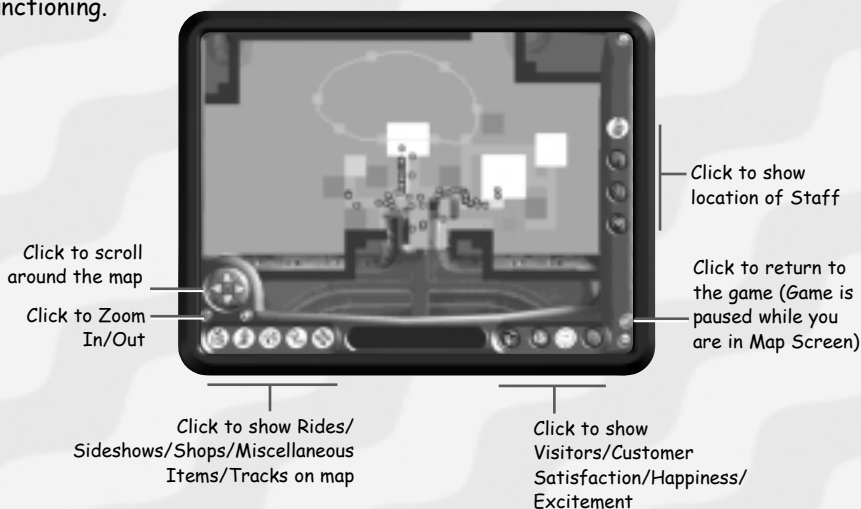 nctioning.
Click to show
location of Staff
Click to scroll
around the map
Click to return to
the game (Game is
paused while you
are in Map Screen)
Click to Zoom
In/Out
Click to show Rides/
Sideshows/Shops/Miscellaneous
Items/Tracks on map
Click to show
Visitors/Customer
Satisfaction/Happiness/
Excitement